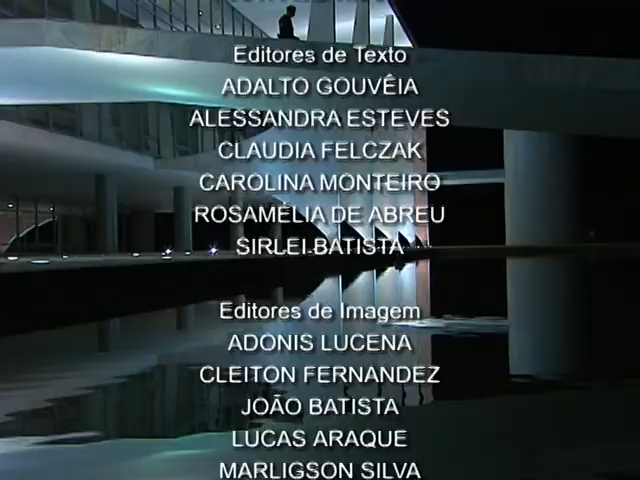 Editores de Texto
ADALTO GOUVÊIA
ALESSANDRA ESTEVES
CLAUDIA FELCZAK
CAROLINA MONTEIRO
ROSAMÉLIA DE ABREU
SIRLEI BATISTA
Editores de Imagem
ADONIS LUCENA
CLEITON FERNANDEZ
JOÃO BATISTA
LUCAS ARAQUE
MARLIGSON SILVA